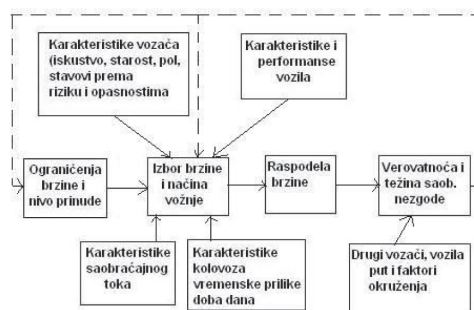 Karakteristike vozača
(iskustvo, starost, pol,
stavovi prema
riziku i opasnostima
Karakteristike i
performanse
vozila
Ograničenja
brzine i
nivo prinude
Izbor brzine
i načina
vožnje
Raspodela
brzine
Verovatnoća i
težina saob.
nezgode
Karakteristike
saobraćajnog
toka
Karakteristike
kolovoza
vremenske prilike
doba dana
Drugi vozači, vozila
put i faktori
okruženja